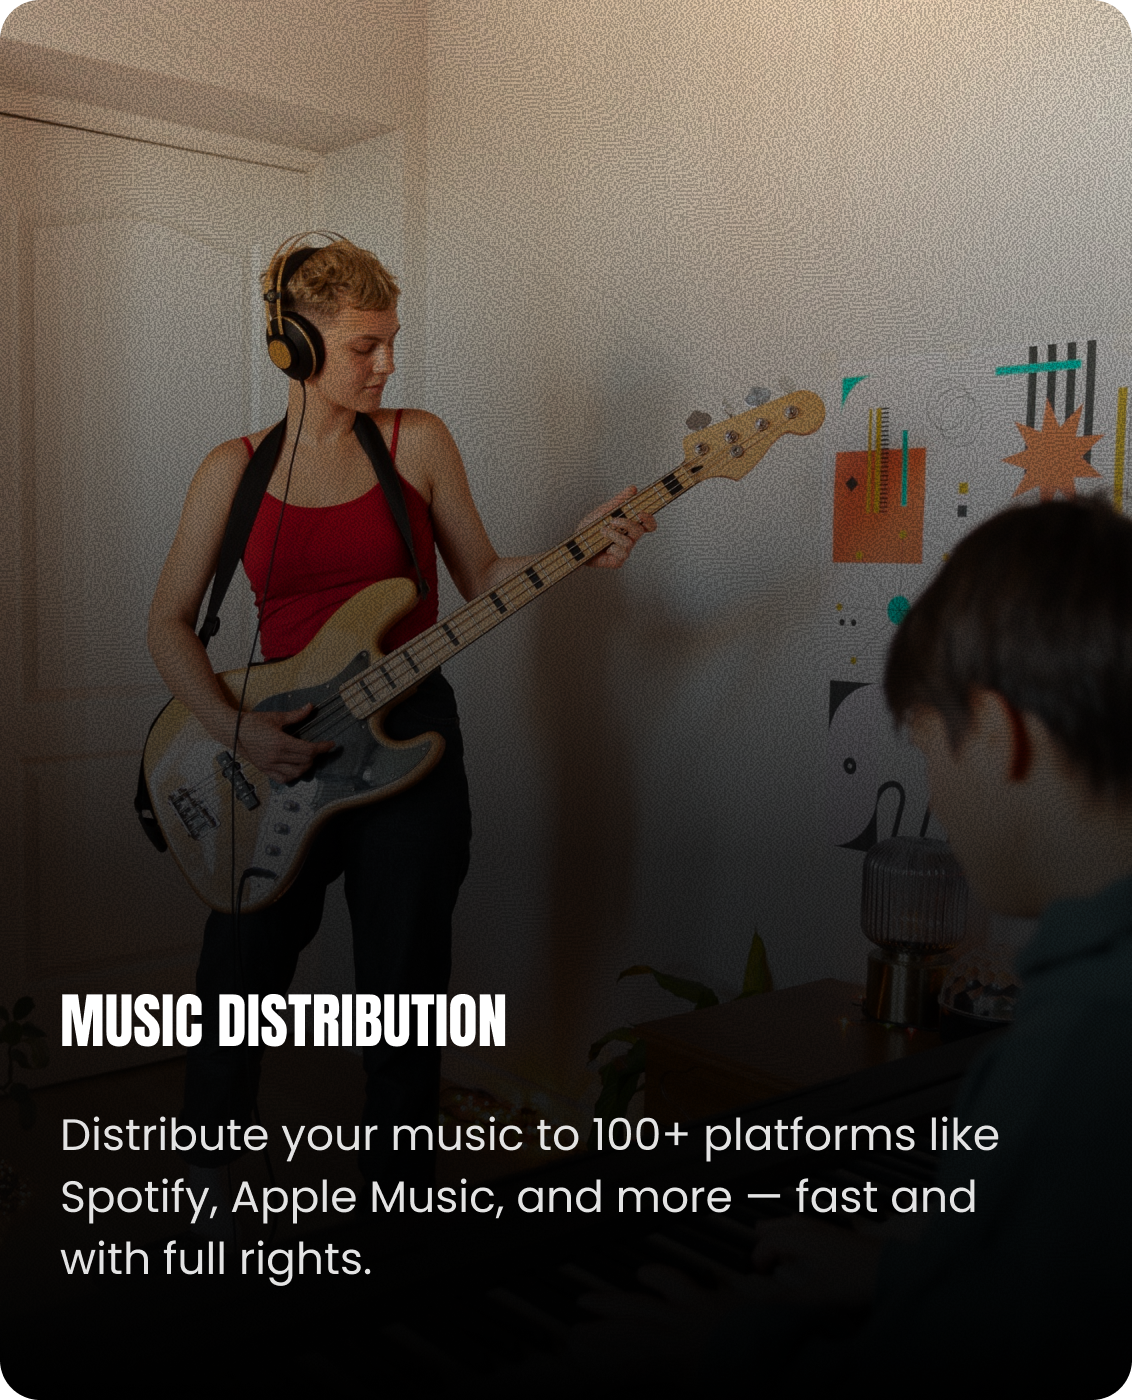 MUSIC DISTRIBUTION
Distribute your music to 100+ platforms like
Spotify, Apple Music, and more — fast and
with full rights.